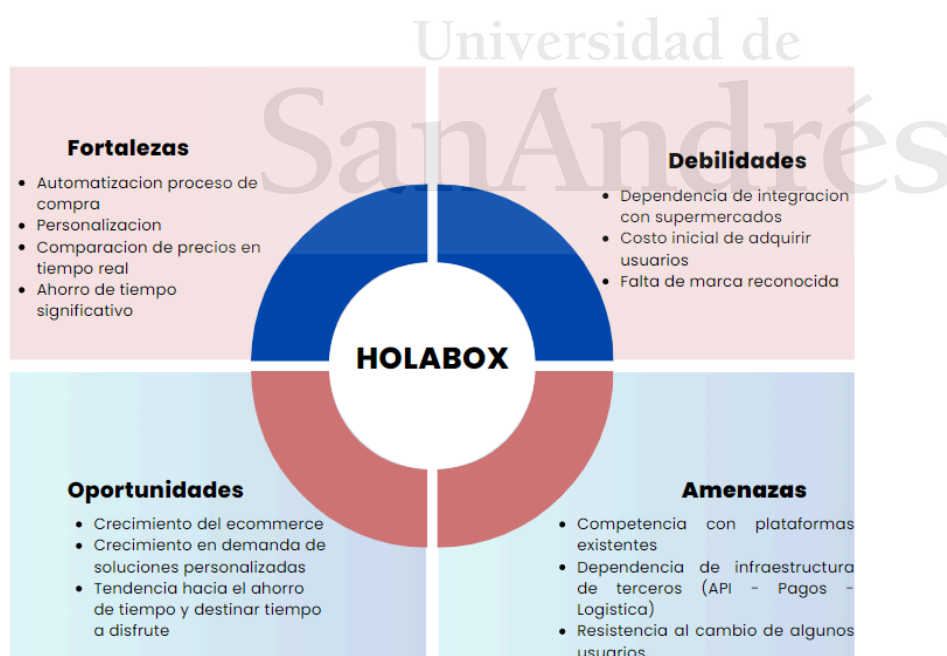 Universidad de
SanAndrés
Fortalezas
• Automatizacion proceso de
compra
• Personalizacion
• Comparacion de precios en
tiempo real
• Ahorro de tiempo
significativo
Debilidades
• Dependencia de integracion
con supermercados
• Costo inicial de adquirir
usuarios
• Falta de marca reconocida
HOLABOX
Oportunidades
• Crecimiento del ecommerce
• Crecimiento en demanda de
soluciones personalizadas
• Tendencia hacia el ahorro
de tiempo y destinar tiempo
a disfrute
Amenazas
• Competencia con plataformas
existentes
• Dependencia de infraestructura
de terceros (API - Pagos -
Logistica)
• Resistencia al cambio de algunos
usuarios